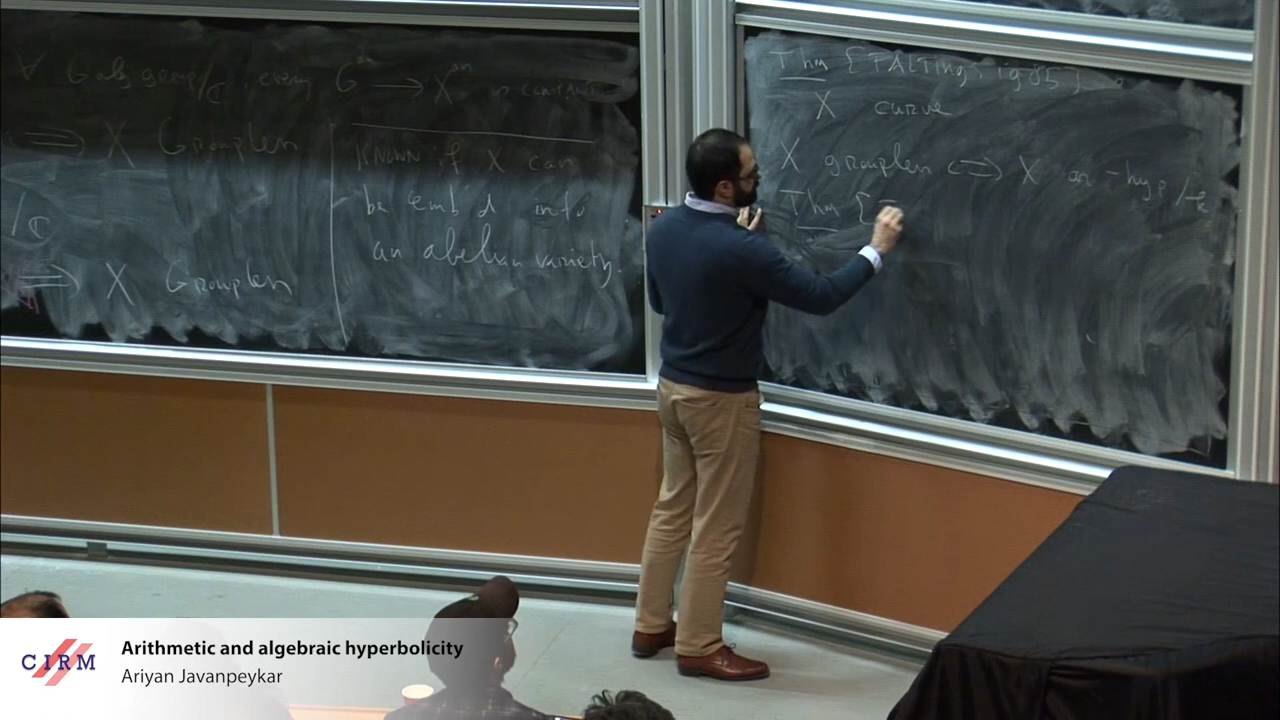 ∀ G alg group/ℂ, every G^an → X^an is constant
⇒ X Groupless
/ℂ
⇒ X Groupless
KNOWN if X can
be emb d into
an abelian variety.
Thm [FALTINGS 1985]
X curve
X groupless ⇔ X ar-hyp/k
Thm [
CIRM
Arithmetic and algebraic hyperbolicity
Ariyan Javanpeykar